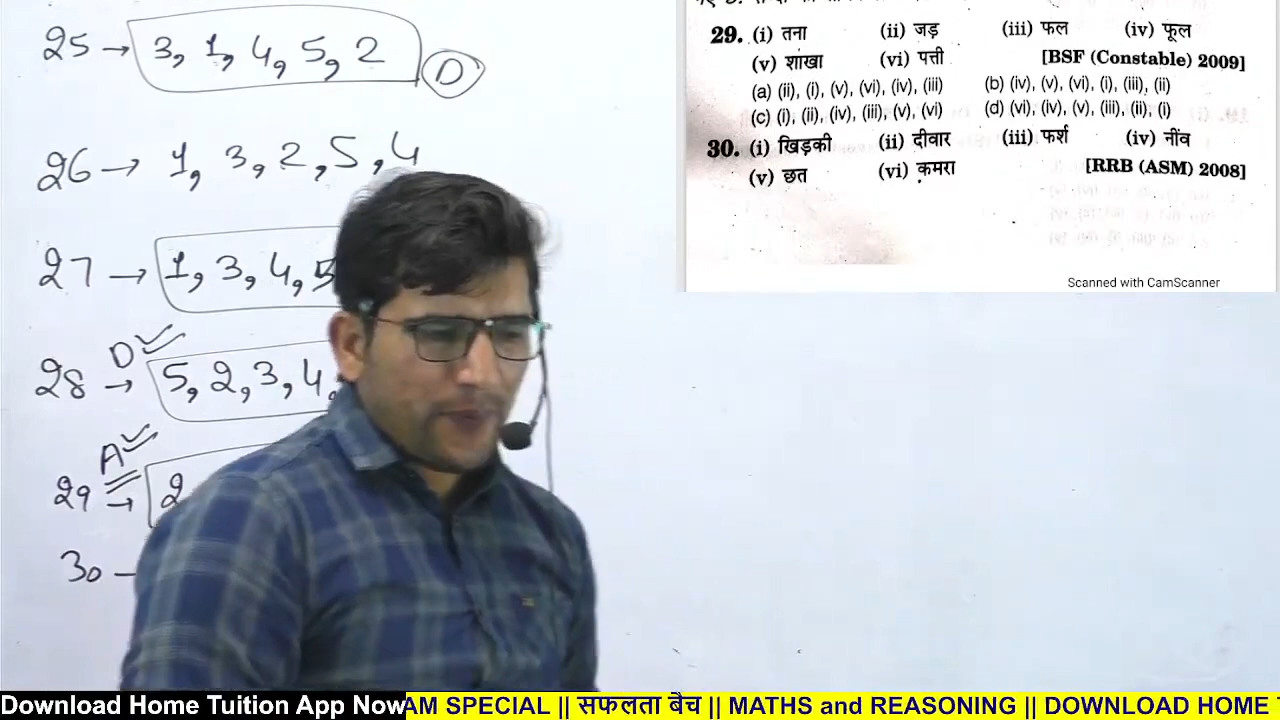 25 → 3, 1, 4, 5, 2 D
26 → 1, 3, 2, 5, 4
27 → 1, 3, 4, 5
28 → D 5, 2, 3, 4,
29 → A 2
30 –
29. (i) तना (ii) जड़ (iii) फल (iv) फूल
(v) शाखा (vi) पत्ती [BSF (Constable) 2009]
(a) (ii), (i), (v), (vi), (iv), (iii) (b) (iv), (v), (vi), (i), (iii), (ii)
(c) (i), (ii), (iv), (iii), (v), (vi) (d) (vi), (iv), (v), (iii), (ii), (i)
30. (i) खिड़की (ii) दीवार (iii) फर्श (iv) नींव
(v) छत (vi) कमरा [RRB (ASM) 2008]
Scanned with CamScanner
Download Home Tuition App Now AM SPECIAL || सफलता बैच || MATHS and REASONING || DOWNLOAD HOME